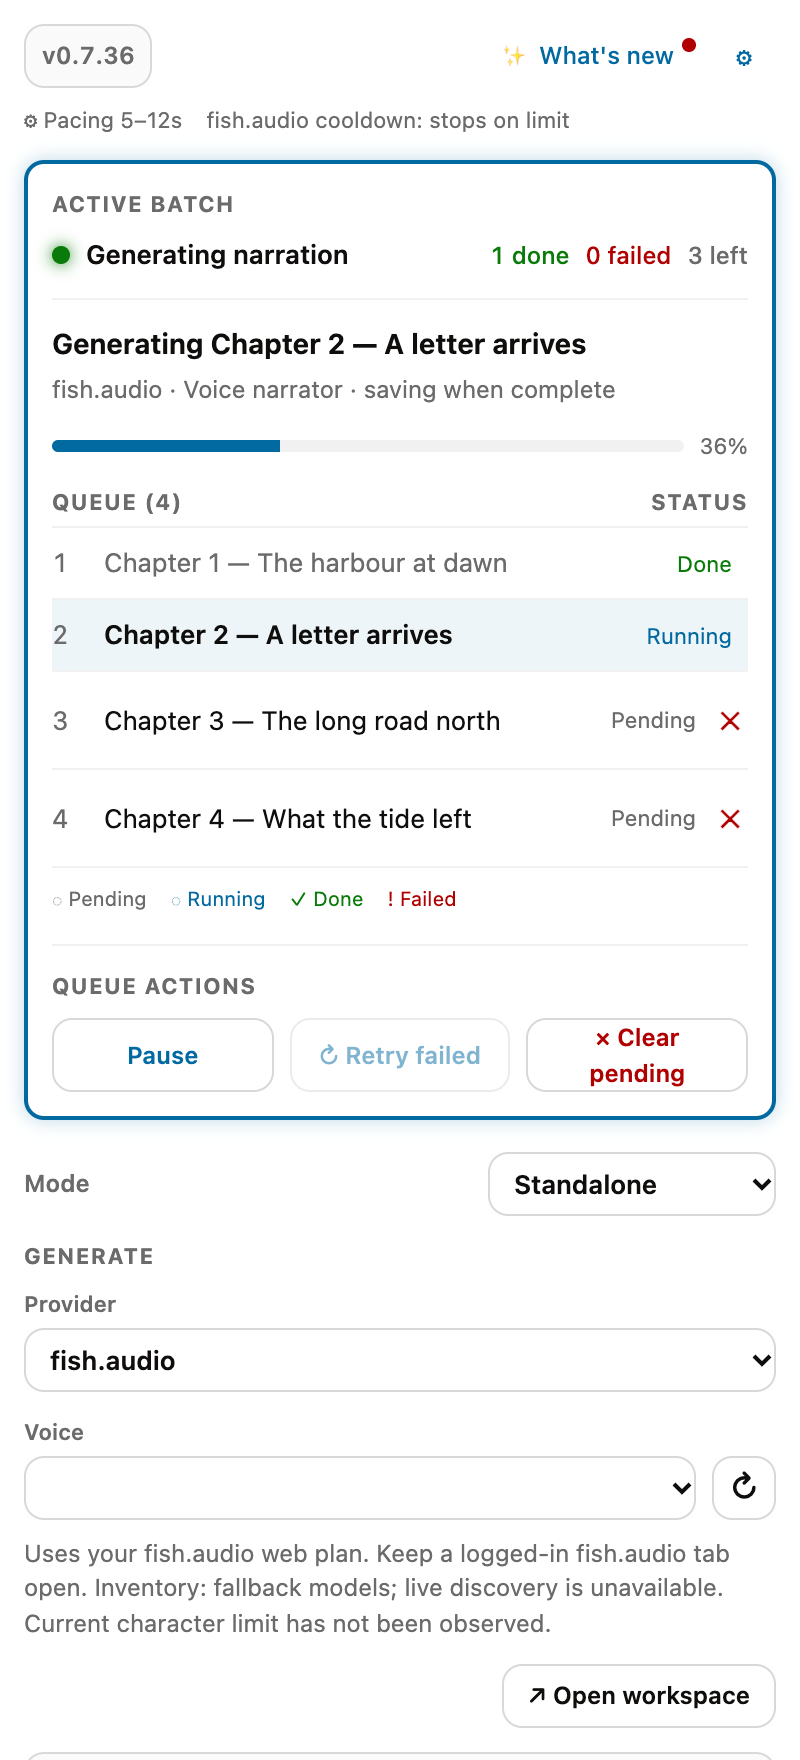 v0.7.36
✨ What's new
⚙
⚙ Pacing 5–12s fish.audio cooldown: stops on limit
ACTIVE BATCH
Generating narration 1 done 0 failed 3 left
Generating Chapter 2 — A letter arrives
fish.audio · Voice narrator · saving when complete
36%
QUEUE (4) STATUS
1 Chapter 1 — The harbour at dawn Done
2 Chapter 2 — A letter arrives Running
3 Chapter 3 — The long road north Pending ×
4 Chapter 4 — What the tide left Pending ×
◌ Pending ◌ Running ✓ Done ! Failed
QUEUE ACTIONS
Pause
↻ Retry failed
× Clear
pending
Mode
Standalone
GENERATE
Provider
fish.audio
Voice
↻
Uses your fish.audio web plan. Keep a logged-in fish.audio tab
open. Inventory: fallback models; live discovery is unavailable.
Current character limit has not been observed.
↗ Open workspace